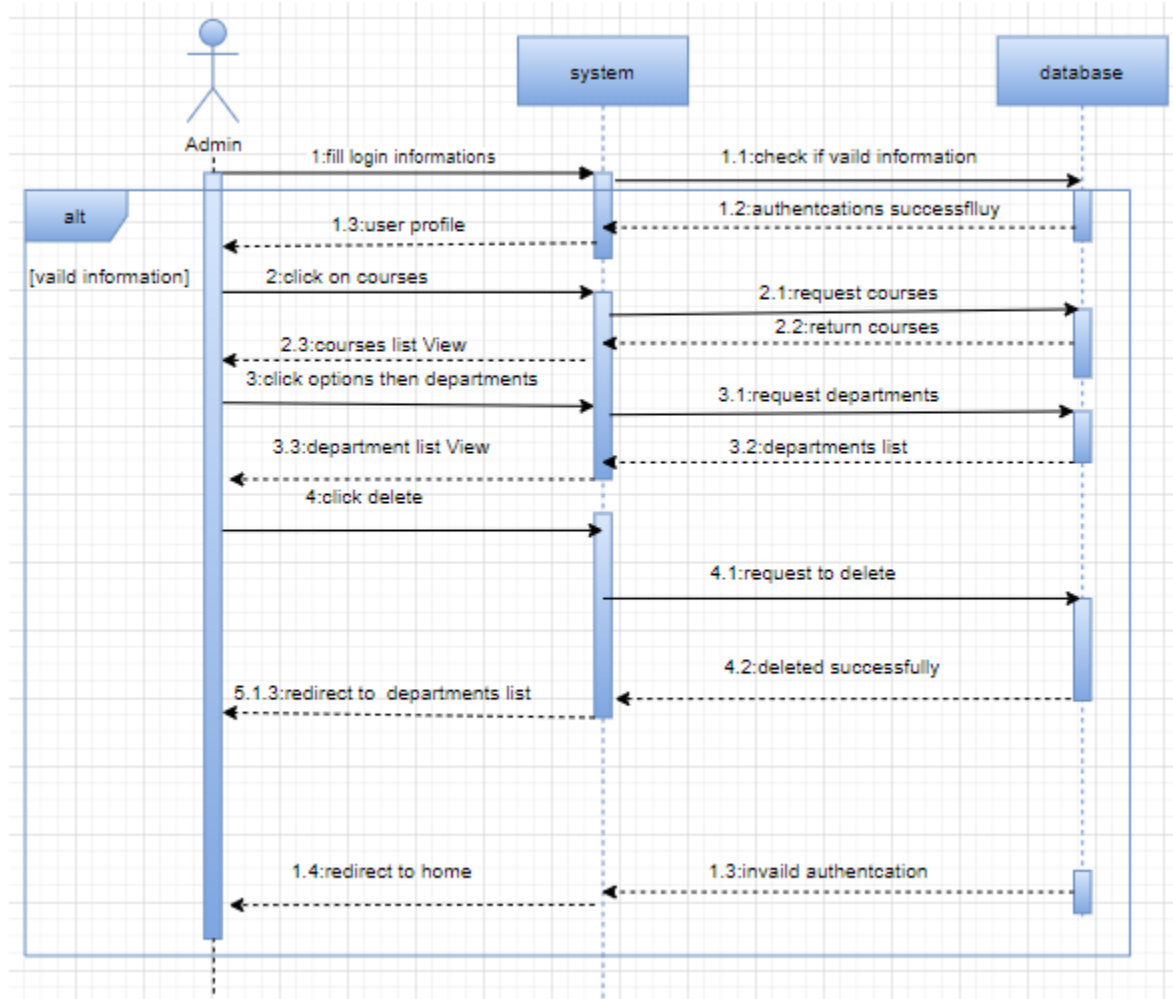 system
database
Admin
1:fill login informations
1.1:check if vaild information
alt
1.2:authentcations successflluy
1.3:user profile
[vaild information]
2:click on courses
2.1:request courses
2.2:return courses
2.3:courses list View
3:click options then departments
3.1:request departments
3.3:department list View
3.2:departments list
4:click delete
4.1:request to delete
4.2:deleted successfully
5.1.3:redirect to  departments list
1.4:redirect to home
1.3:invaild authentcation